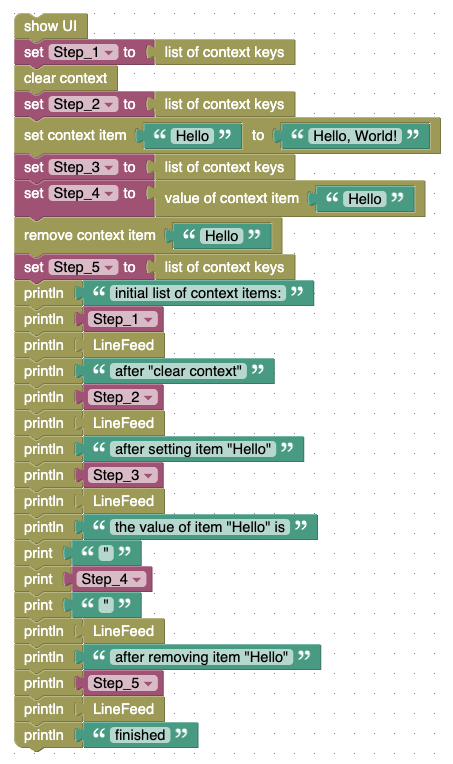 show UI
set Step_1 to list of context keys
clear context
set Step_2 to list of context keys
set context item “ Hello ” to “ Hello, World! ”
set Step_3 to list of context keys
set Step_4 to value of context item “ Hello ”
remove context item “ Hello ”
set Step_5 to list of context keys
println “ initial list of context items: ”
println Step_1
println LineFeed
println “ after "clear context" ”
println Step_2
println LineFeed
println “ after setting item "Hello" ”
println Step_3
println LineFeed
println “ the value of item "Hello" is ”
print “ " ”
print Step_4
print “ " ”
println LineFeed
println “ after removing item "Hello" ”
println Step_5
println LineFeed
println “ finished ”